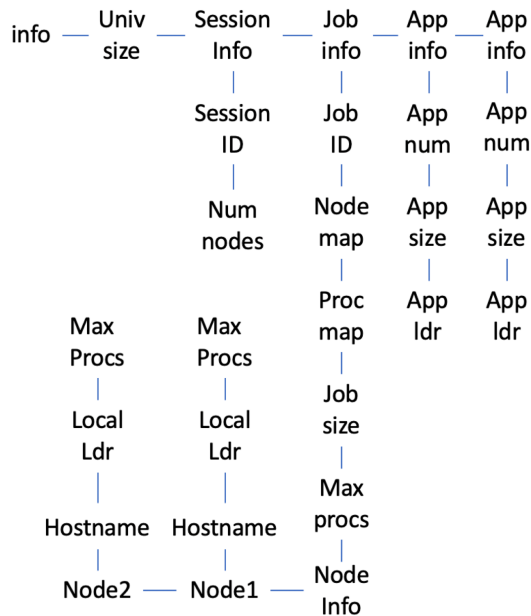 info
Univ
size
Session
Info
Job
info
App
info
App
info
Session
ID
Job
ID
App
num
App
num
Num
nodes
Node
map
App
size
App
size
Max
Procs
Max
Procs
Proc
map
App
ldr
App
ldr
Local
Ldr
Local
Ldr
Job
size
Hostname
Hostname
Max
procs
Node2
Node1
Node
Info